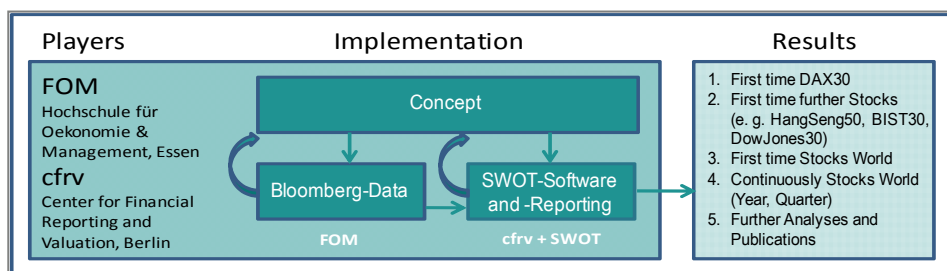 Players
FOM
Hochschule für
Oekonomie &
Management, Essen
cfrv
Center for Financial
Reporting and
Valuation, Berlin
Implementation
Concept
Bloomberg-Data
SWOT-Software
and -Reporting
FOM
cfrv + SWOT
Results
1. First time DAX30
2. First time further Stocks
(e. g. HangSeng50, BIST30,
DowJones30)
3. First time Stocks World
4. Continuously Stocks World
(Year, Quarter)
5. Further Analyses and
Publications